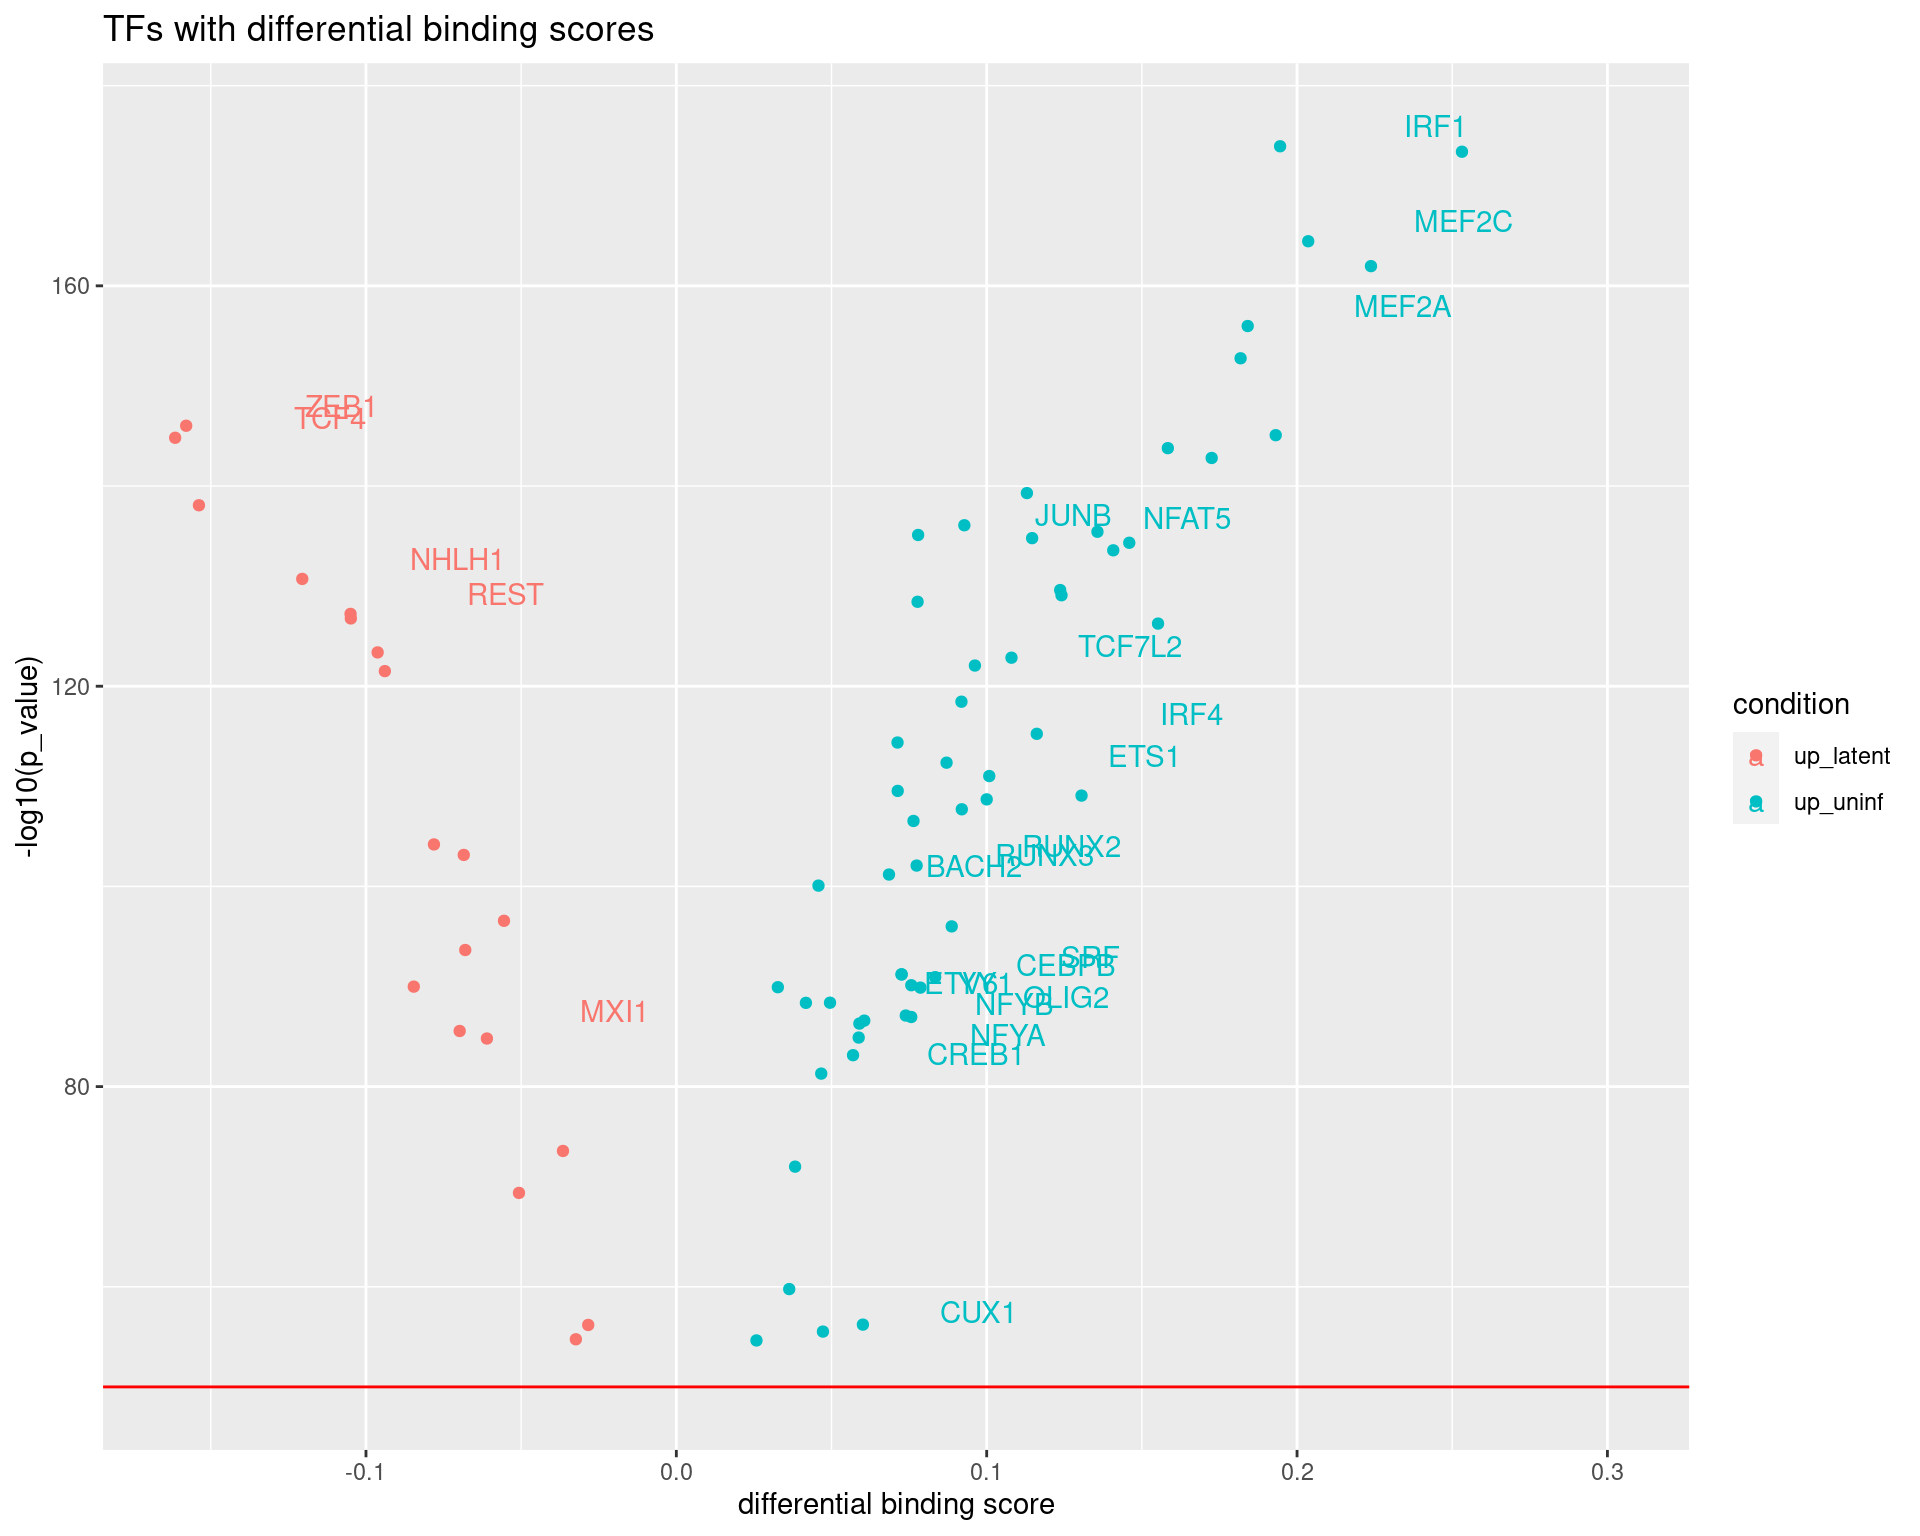 TFs with differential binding scores
IRF1
MEF2C
160
MEF2A
ZEB1
TCF4
JUNB
NFAT5
NHLH1
REST
TCF7L2
120
IRF4
ETS1
-log10(p_value)
condition
up_latent
up_uninf
a
a
RUNX2
RUNX3
BACH2
SRF
CEBPB
ETV6
YY1
OLIG2
NFYB
MXI1
NFYA
CREB1
80
CUX1
-0.1
0.0
0.1
0.2
0.3
differential binding score